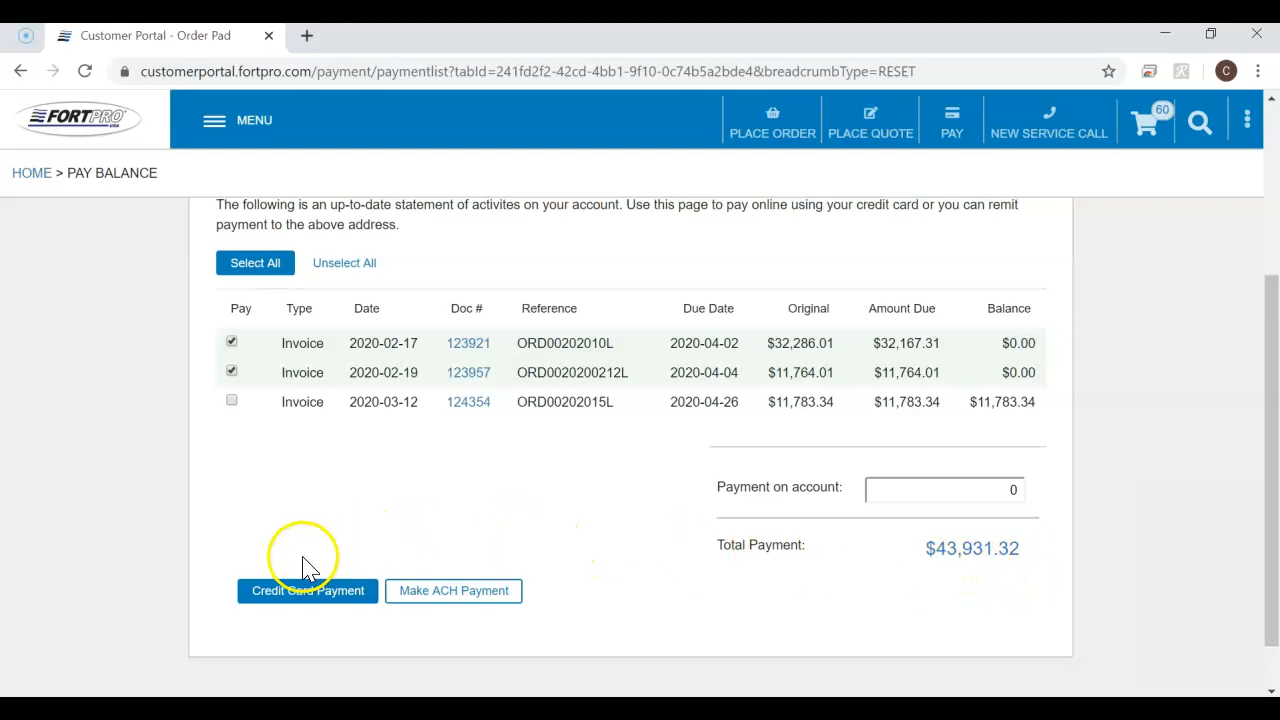 Customer Portal - Order Pad
customerportal.fortpro.com/payment/paymentlist?tabId=241fd2f2-42cd-4bb1-9f10-0c74b5a2bde4&breadcrumbType=RESET
C
FORTPRO
USA
MENU
PLACE ORDER
PLACE QUOTE
PAY
NEW SERVICE CALL
60
HOME > PAY BALANCE
The following is an up-to-date statement of activites on your account. Use this page to pay online using your credit card or you can remit
payment to the above address.
Select All Unselect All
Pay Type Date Doc # Reference Due Date Original Amount Due Balance
Invoice 2020-02-17 123921 ORD00202010L 2020-04-02 $32,286.01 $32,167.31 $0.00
Invoice 2020-02-19 123957 ORD0020200212L 2020-04-04 $11,764.01 $11,764.01 $0.00
Invoice 2020-03-12 124354 ORD00202015L 2020-04-26 $11,783.34 $11,783.34 $11,783.34
Payment on account: 0
Total Payment: $43,931.32
Credit Card Payment Make ACH Payment